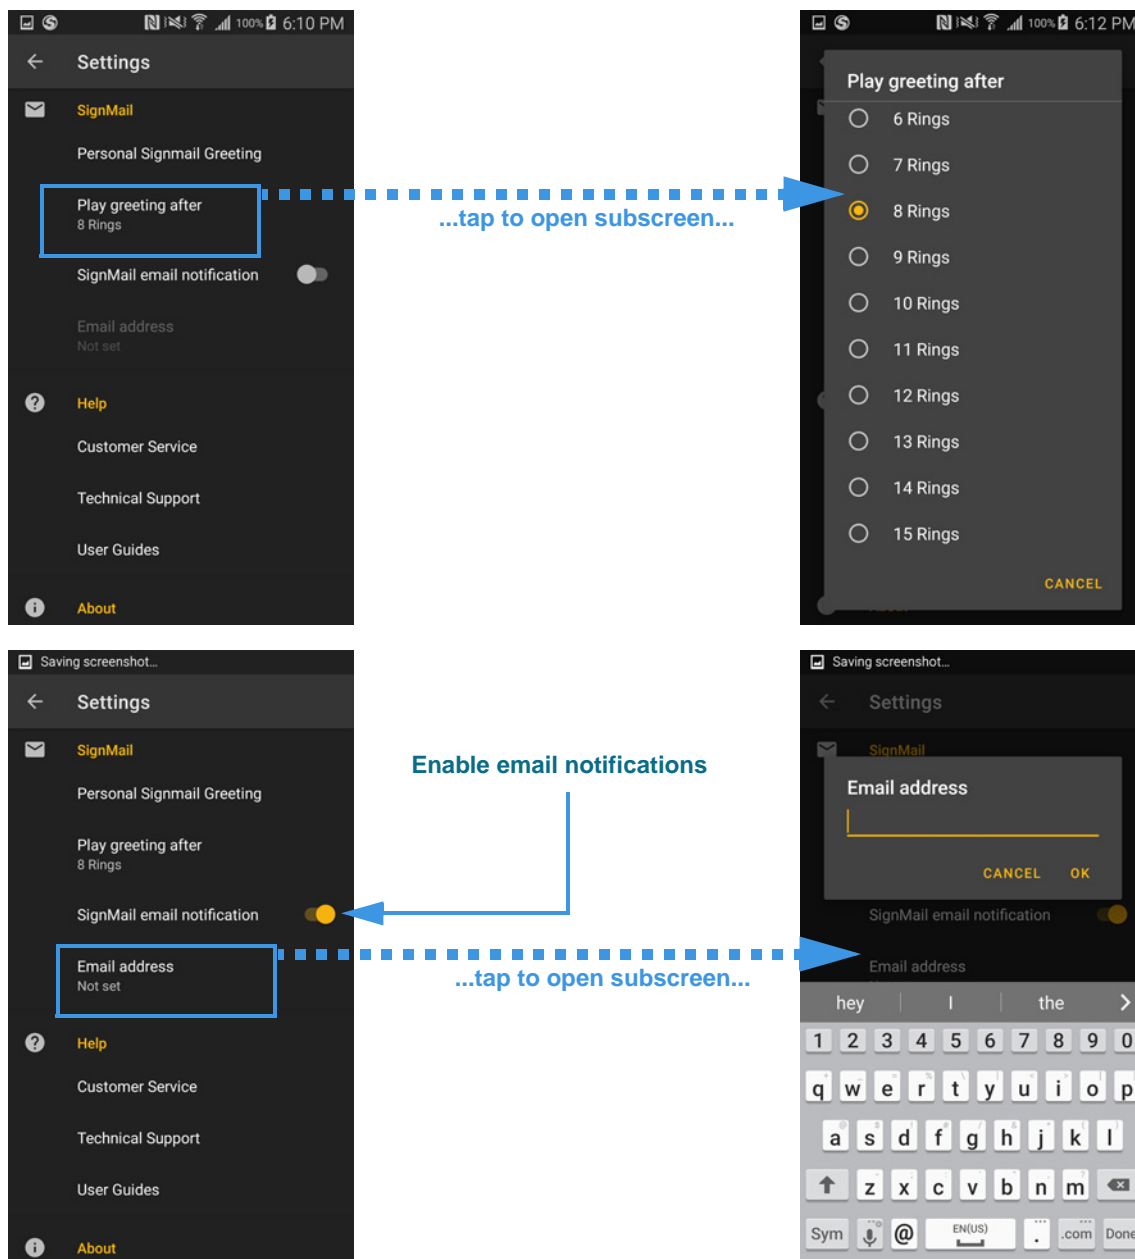 100% 6:10 PM
Settings
SignMail
Personal Signmail Greeting
Play greeting after
8 Rings
SignMail email notification
Email address
Not set
Help
Customer Service
Technical Support
User Guides
About
...tap to open subscreen...
100% 6:12 PM
Play greeting after
6 Rings
7 Rings
8 Rings
9 Rings
10 Rings
11 Rings
12 Rings
13 Rings
14 Rings
15 Rings
CANCEL
Saving screenshot...
Settings
SignMail
Personal Signmail Greeting
Play greeting after
8 Rings
SignMail email notification
Email address
Not set
Help
Customer Service
Technical Support
User Guides
About
Enable email notifications
...tap to open subscreen...
Saving screenshot...
Settings
SignMail
Email address
CANCEL OK
SignMail email notification
Email address
hey I the
1 2 3 4 5 6 7 8 9 0
q w e r t y u i o p
a s d f g h j k l
z x c v b n m
Sym @ EN(US) . .com Done